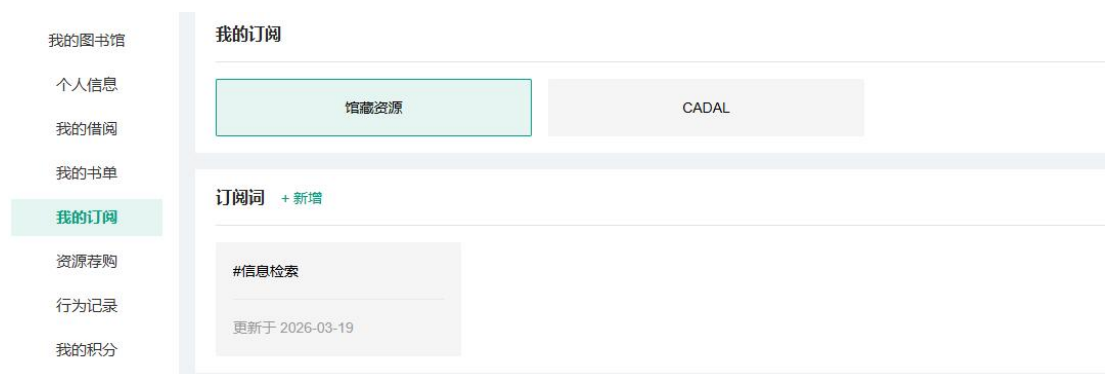 我的图书馆
个人信息
我的借阅
我的书单
我的订阅
资源荐购
行为记录
我的积分
我的订阅
馆藏资源
CADAL
订阅词 + 新增
#信息检索
更新于 2026-03-19